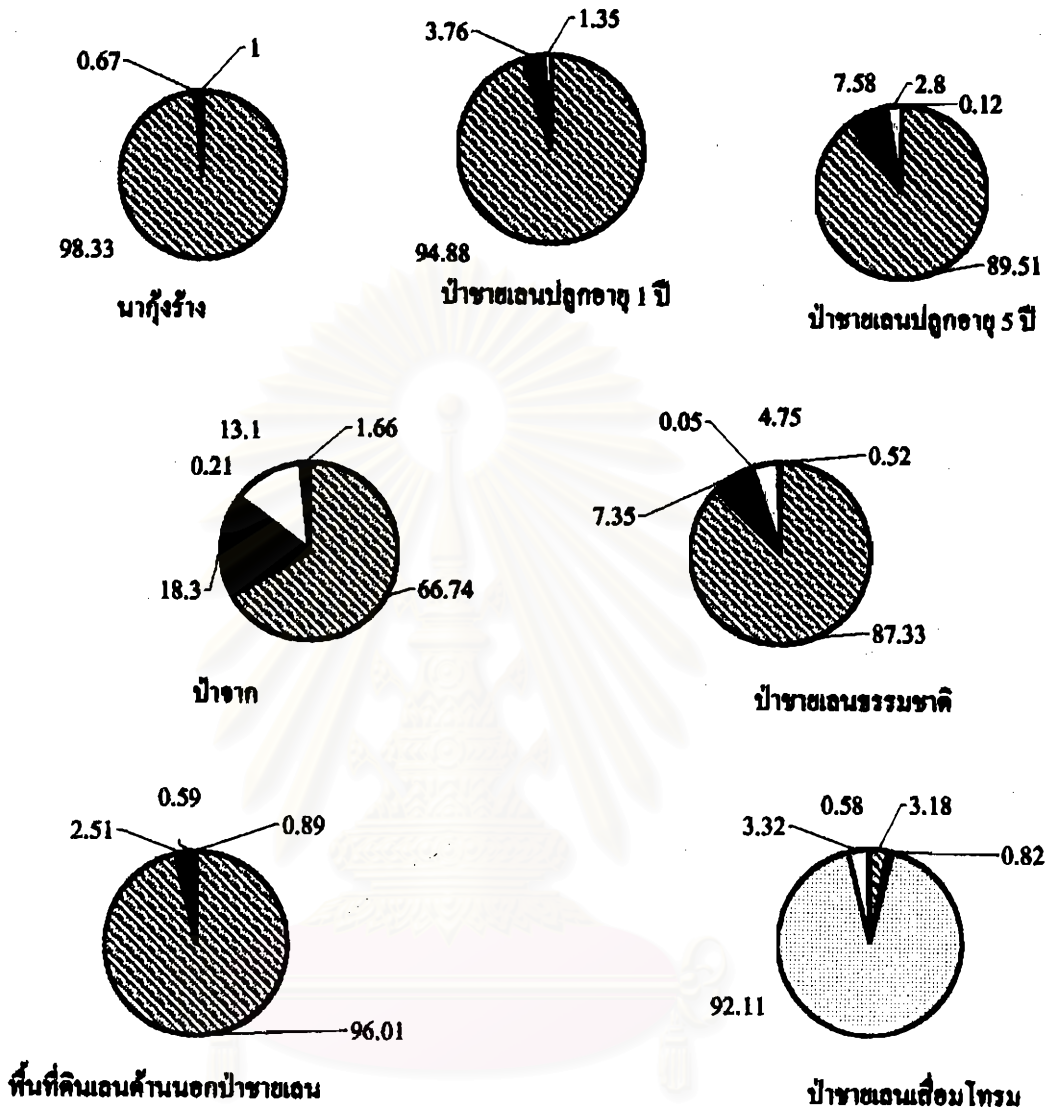 0.67 1
98.33
นากุ้งร้าง
3.76 1.35
94.88
ป่าชายเลนปลูกอายุ 1 ปี
7.58 2.8
0.12
89.51
ป่าชายเลนปลูกอายุ 5 ปี
13.1 1.66
0.21
18.3 66.74
ป่าจาก
0.05 4.75
0.52
7.35
87.33
ป่าชายเลนธรรมชาติ
0.59
2.51 0.89
96.01
พื้นที่ดินเลนด้านนอกป่าชายเลน
0.58 3.18
3.32 0.82
92.11
ป่าชายเลนเสื่อมโทรม